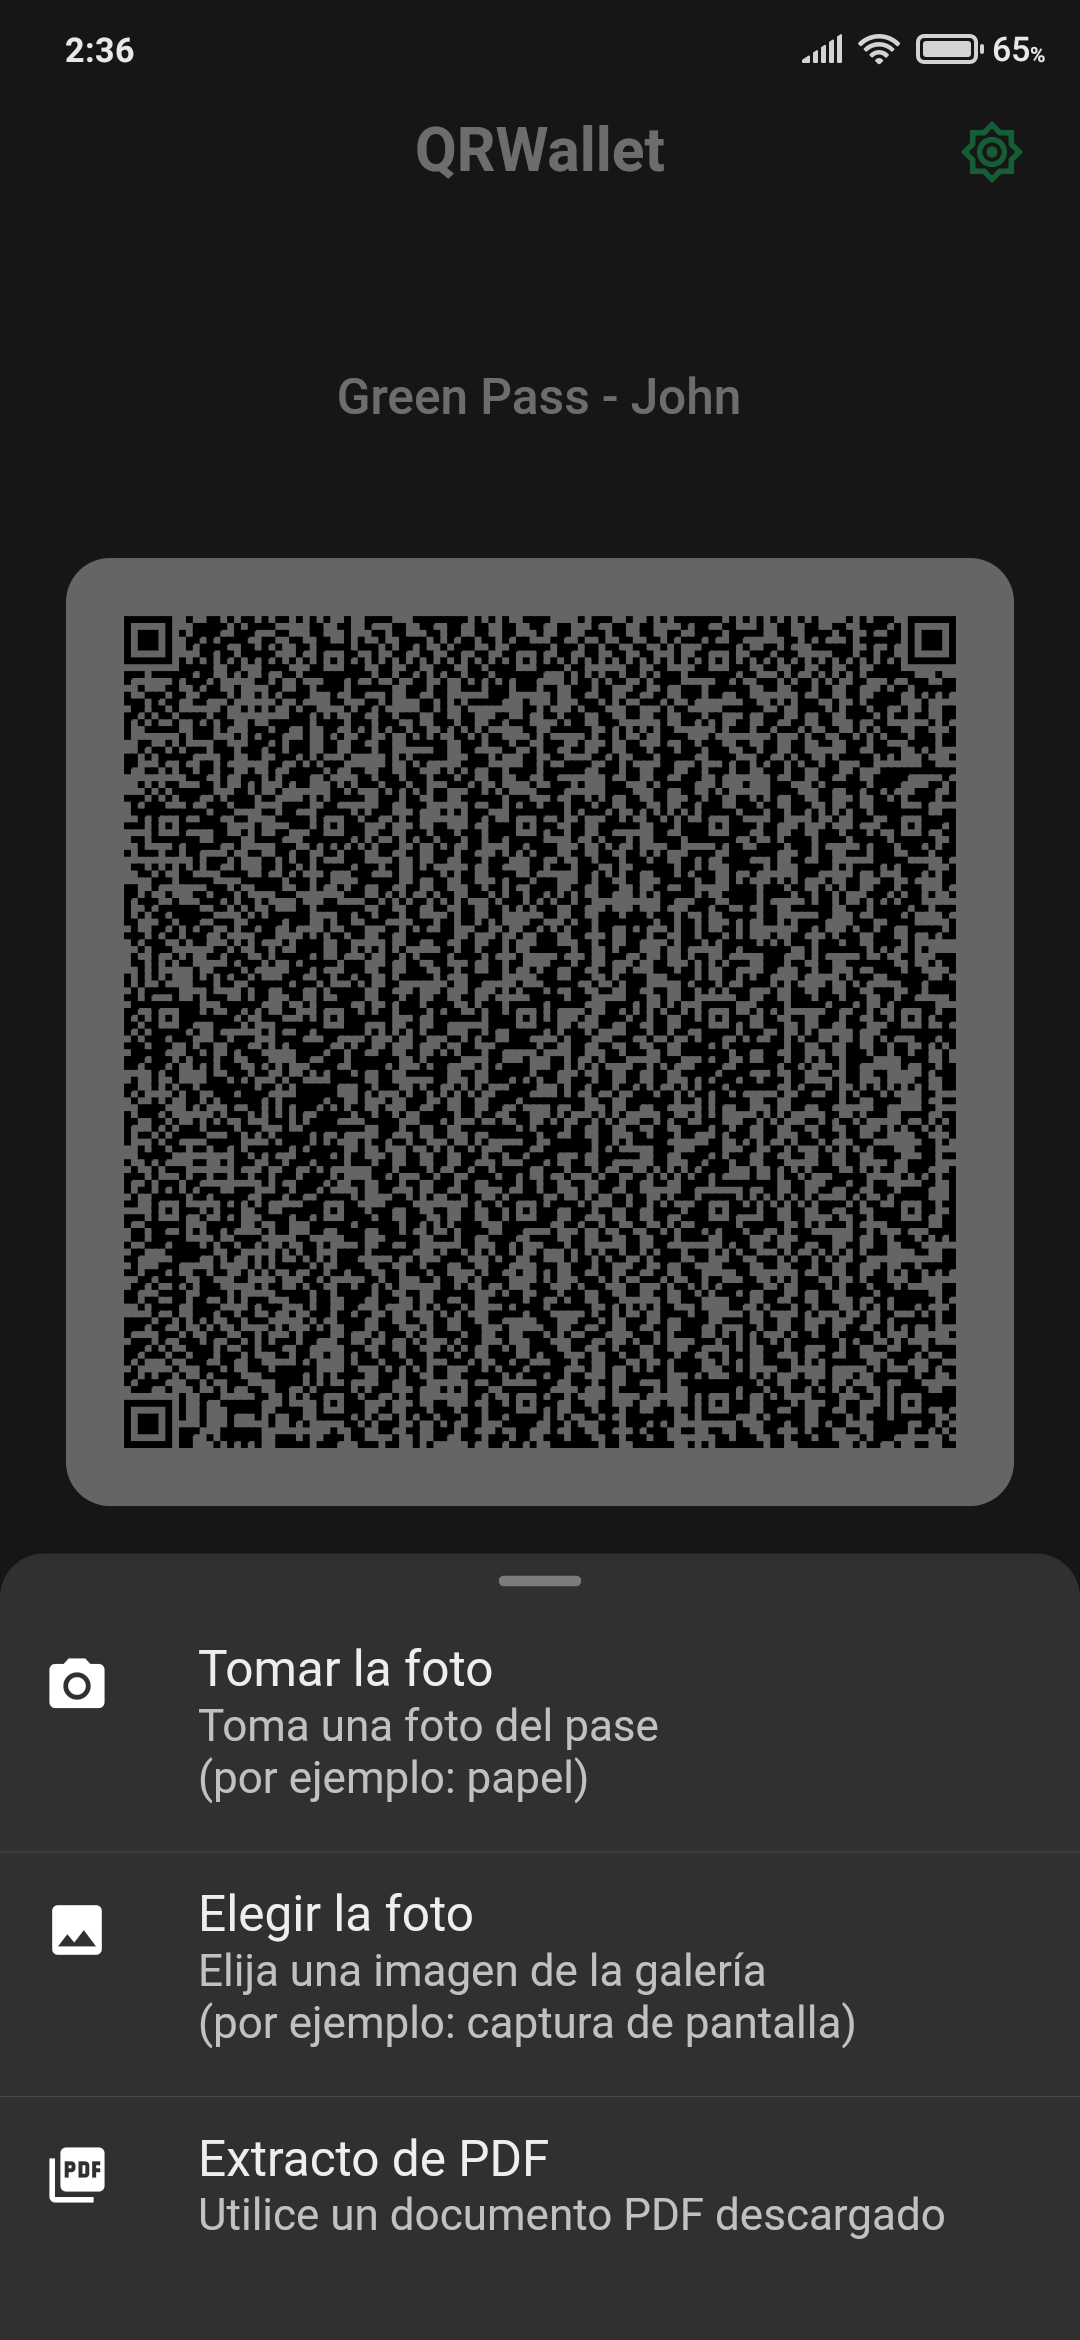 2:36
65%
QRWallet
Green Pass - John
Tomar la foto
Toma una foto del pase
(por ejemplo: papel)
Elegir la foto
Elija una imagen de la galería
(por ejemplo: captura de pantalla)
PDF
Extracto de PDF
Utilice un documento PDF descargado